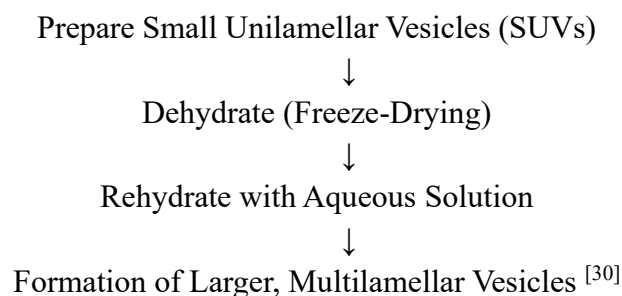 Prepare Small Unilamellar Vesicles (SUVs)
↓
Dehydrate (Freeze-Drying)
↓
Rehydrate with Aqueous Solution
↓
Formation of Larger, Multilamellar Vesicles [30]